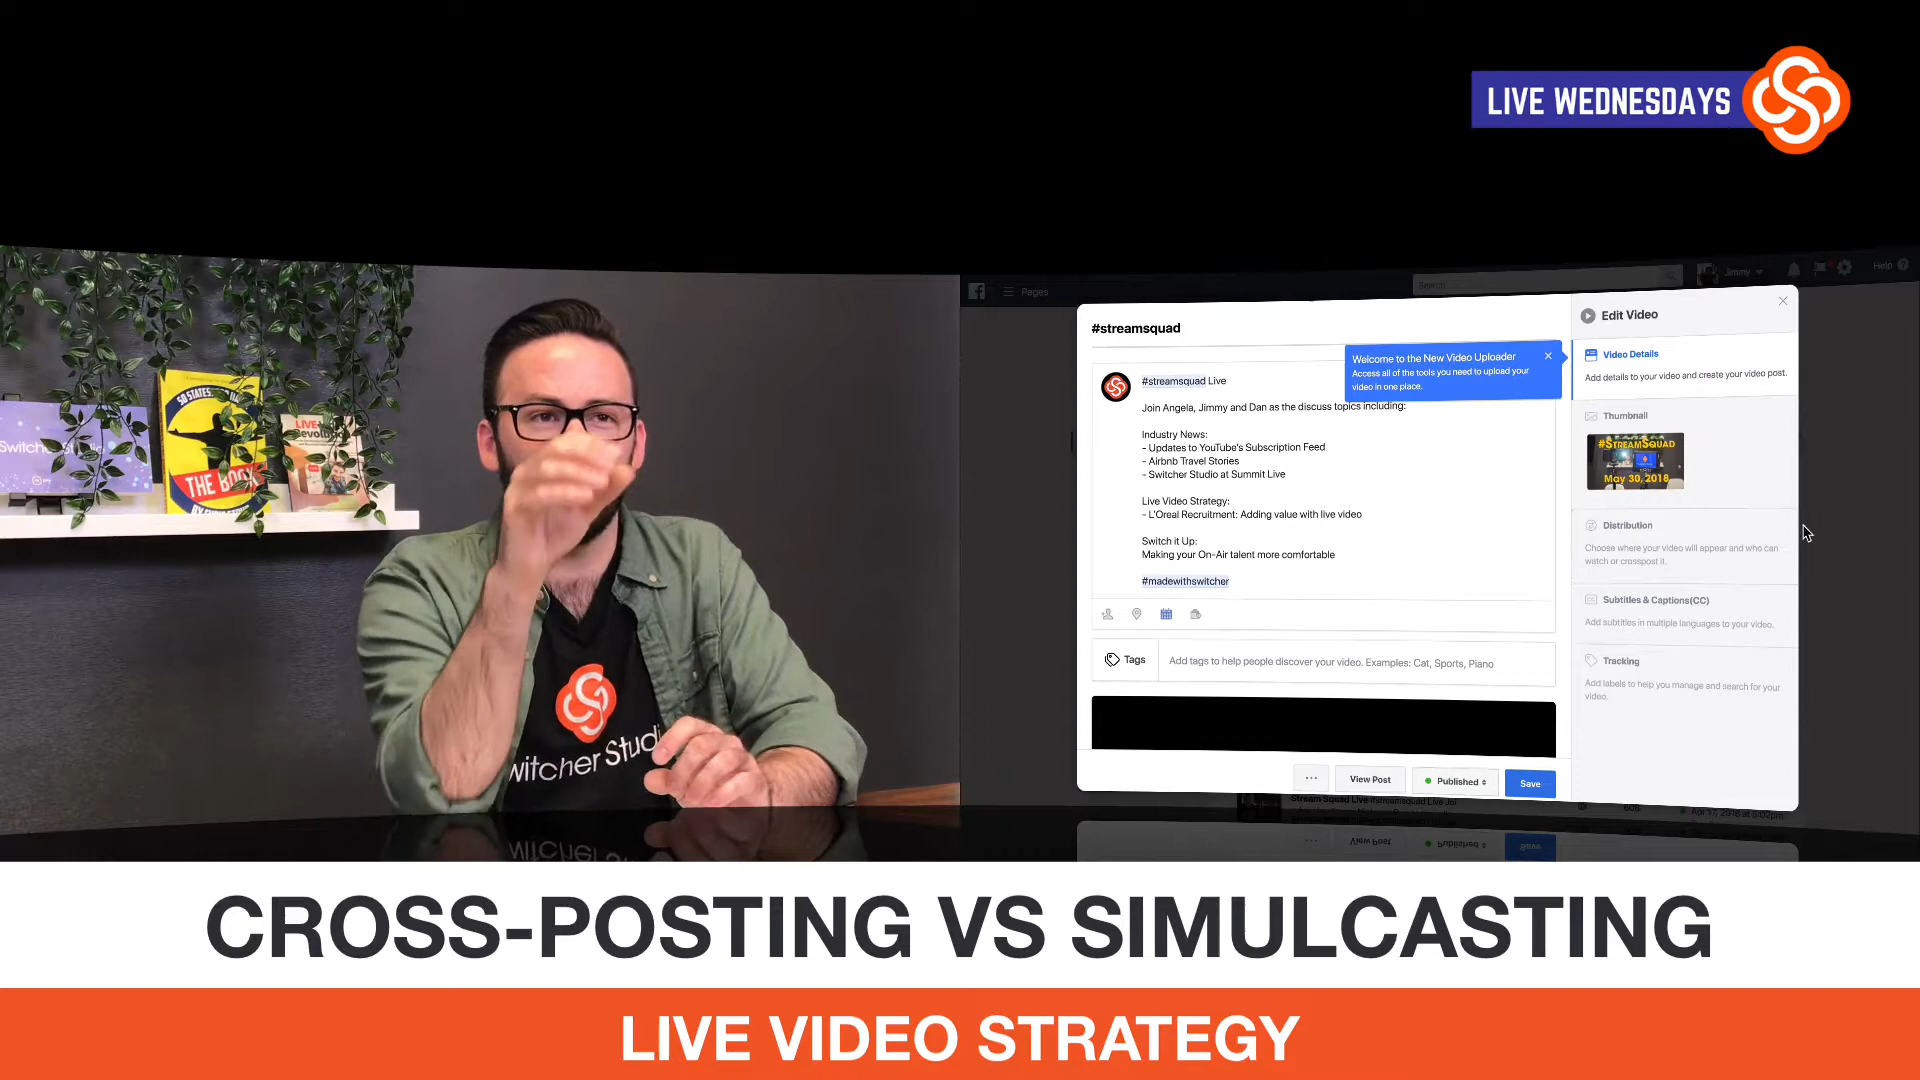 LIVE WEDNESDAYS
Switcher Studio
50 STATES,
THE BOOK
LIVE
Switcher Studio
Pages
Search
Jimmy
Help
#streamsquad
#streamsquad Live
Join Angela, Jimmy and Dan as the discuss topics including:
Industry News:
- Updates to YouTube's Subscription Feed
- Airbnb Travel Stories
- Switcher Studio at Summit Live
Live Video Strategy:
- L'Oreal Recruitment: Adding value with live video
Switch it Up:
Making your On-Air talent more comfortable
#madewithswitcher
Tags
Add tags to help people discover your video. Examples: Cat, Sports, Piano
View Post
Published
Save
Welcome to the New Video Uploader
Access all of the tools you need to upload your
video in one place.
Edit Video
Video Details
Add details to your video and create your video post.
Thumbnail
#STREAMSQUAD
May 30, 2018
Distribution
Choose where your video will appear and who can
watch or crosspost it.
Subtitles & Captions(CC)
Add subtitles in multiple languages to your video.
Tracking
Add labels to help you manage and search for your
video.
CROSS-POSTING VS SIMULCASTING
LIVE VIDEO STRATEGY